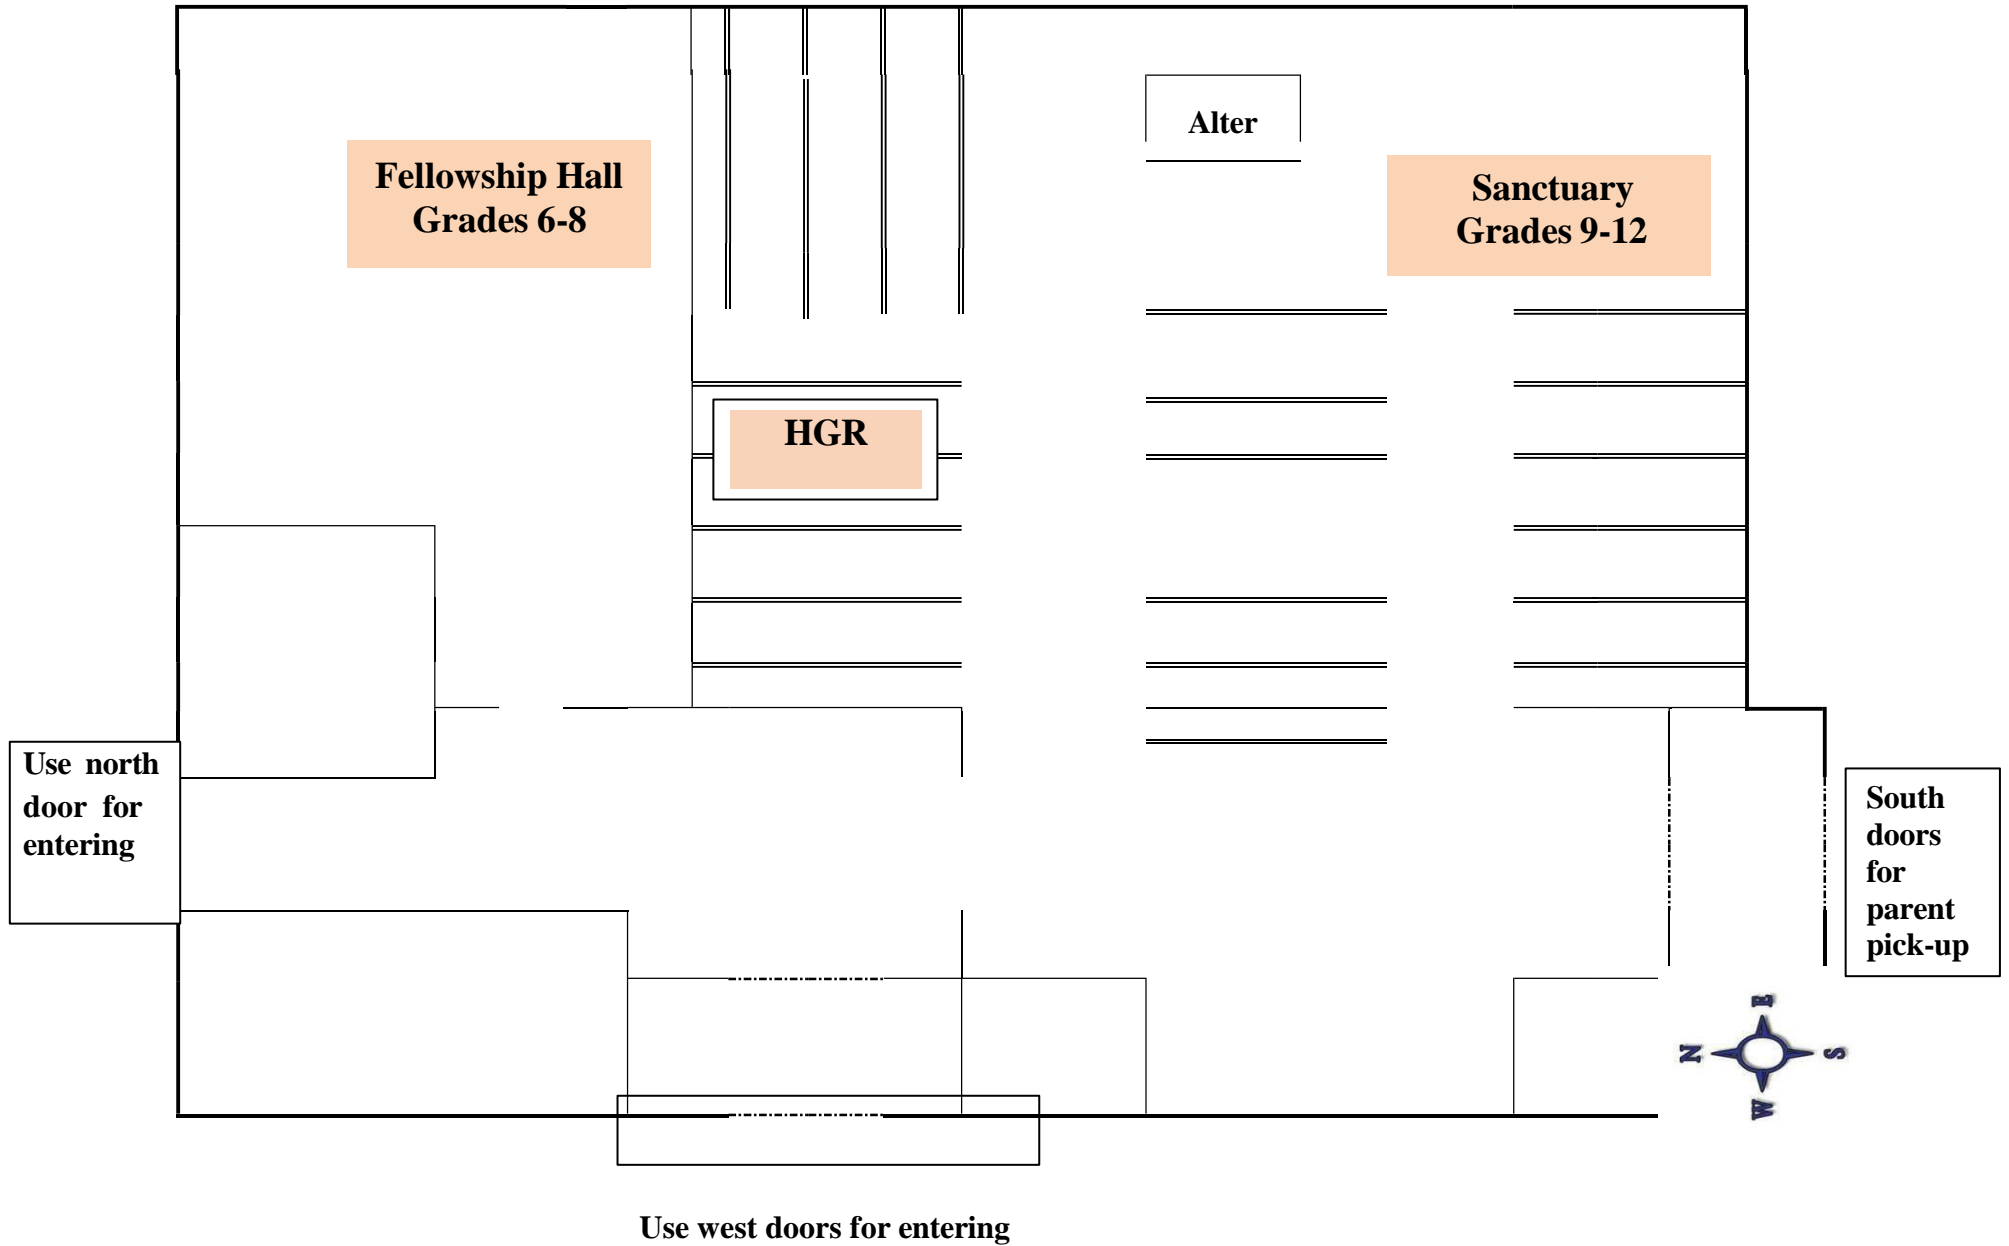 Alter
Fellowship Hall
Grades 6-8
Sanctuary
Grades 9-12
HGR
Use north
door for
entering
South
doors
for
parent
pick-up
E
N
S
W
Use west doors for entering